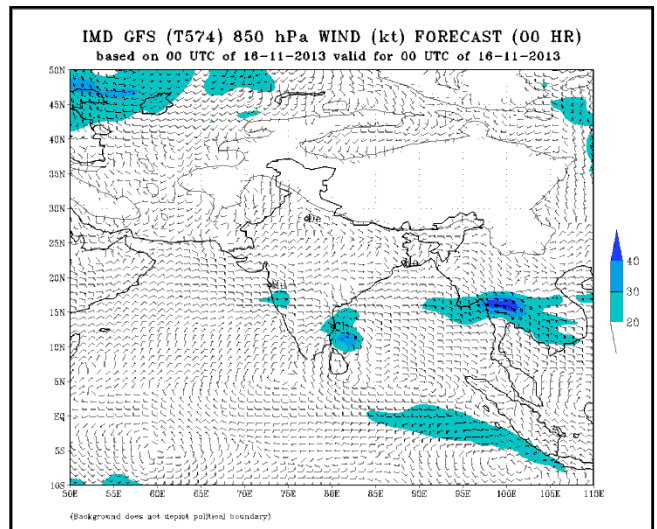 IMD GFS (T574) 850 hPa WIND (kt) FORECAST (00 HR)
based on 00 UTC of 16-11-2013 valid for 00 UTC of 16-11-2013
50N
45N
40N
35N
30N
25N
20N
15N
10N
5N
EQ
5S
10S
50E 55E 60E 65E 70E 75E 80E 85E 90E 95E 100E 105E 110E
40
30
20
(Background does not depict political boundary)